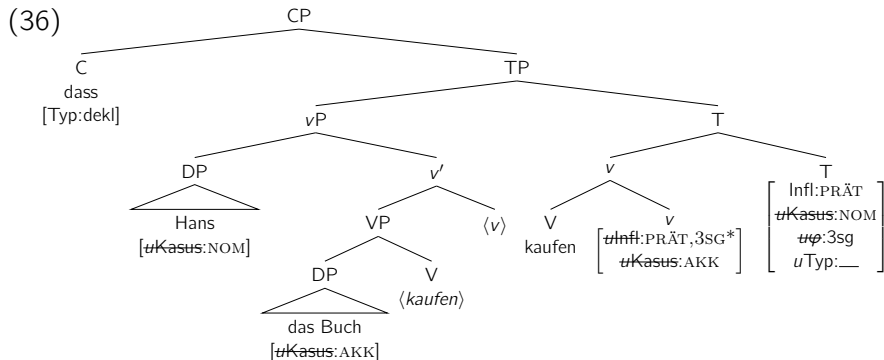 (36)
CP
C
TP
dass
[Typ:dekl]
vP
T
DP
v′
v
T
Hans
[uKasus:NOM]
VP
⟨v⟩
V
kaufen
v
[uInfl:PRÄT,3SG*
uKasus:AKK]
[Infl:PRÄT
uKasus:NOM
uφ:3sg
uTyp:__]
DP
V
⟨kaufen⟩
das Buch
[uKasus:AKK]